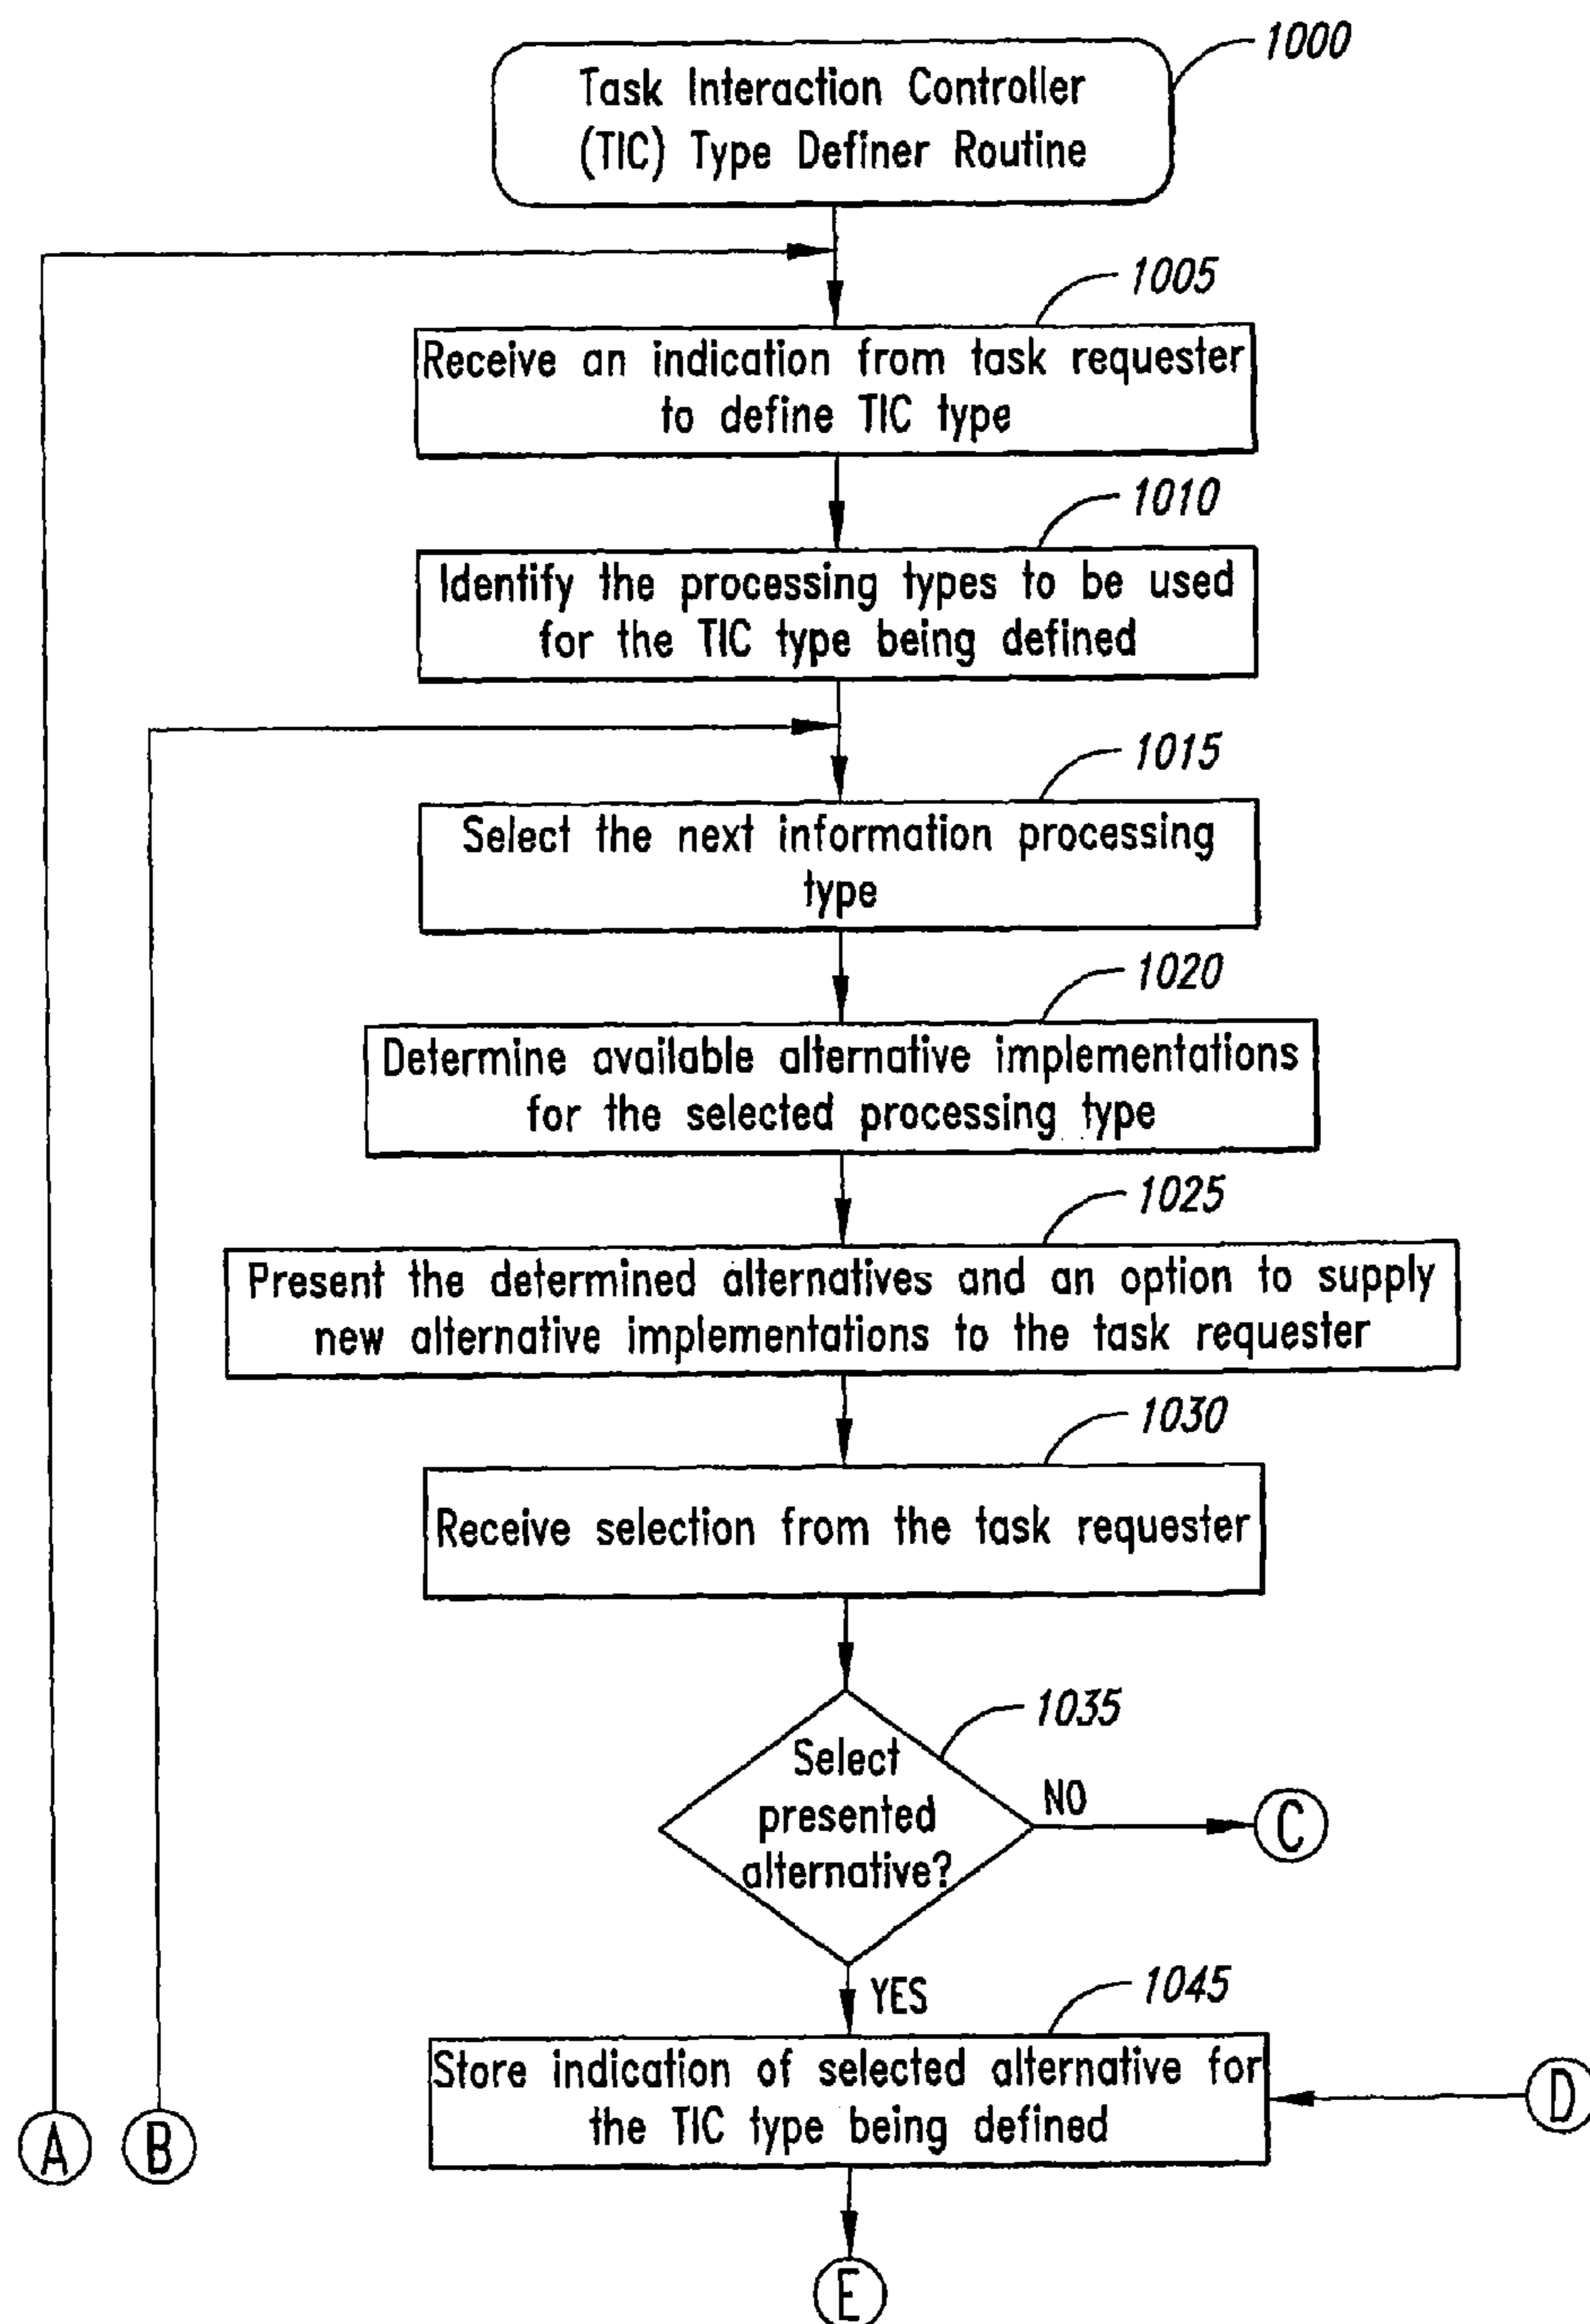 1000
Task Interaction Controller
(TIC) Type Definer Routine
1005
Receive an indication from task requester
to define TIC type
1010
Identify the processing types to be used
for the TIC type being defined
1015
Select the next information processing
type
1020
Determine available alternative implementations
for the selected processing type
1025
Present the determined alternatives and an option to supply
new alternative implementations to the task requester
1030
Receive selection from the task requester
1035
Select
presented
alternative?
NO
C
YES
1045
Store indication of selected alternative for
the TIC type being defined
D
A
B
E